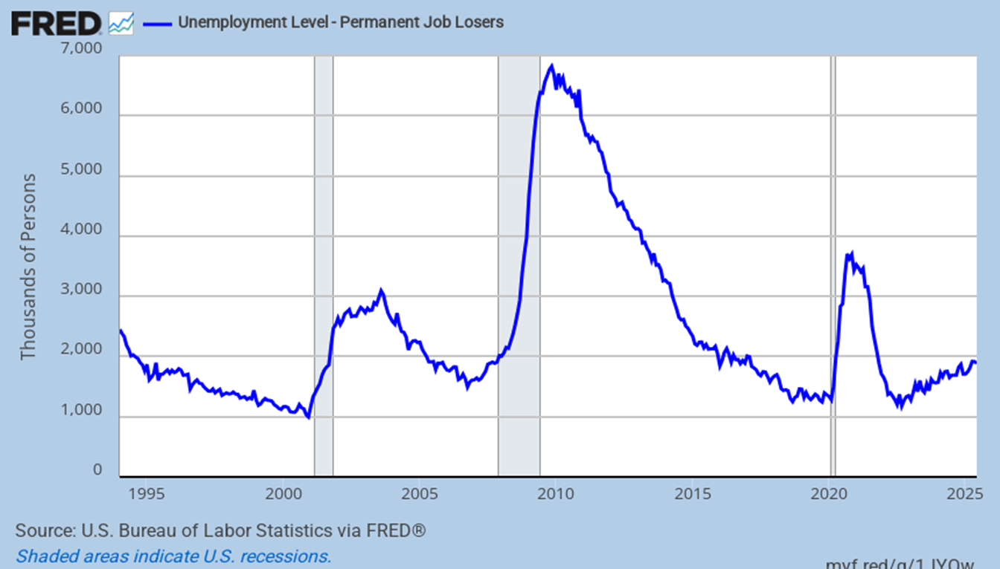 FRED Unemployment Level - Permanent Job Losers
7,000
6,000
5,000
4,000
3,000
2,000
1,000
0
Thousands of Persons
1995 2000 2005 2010 2015 2020 2025
Source: U.S. Bureau of Labor Statistics via FRED®
Shaded areas indicate U.S. recessions.